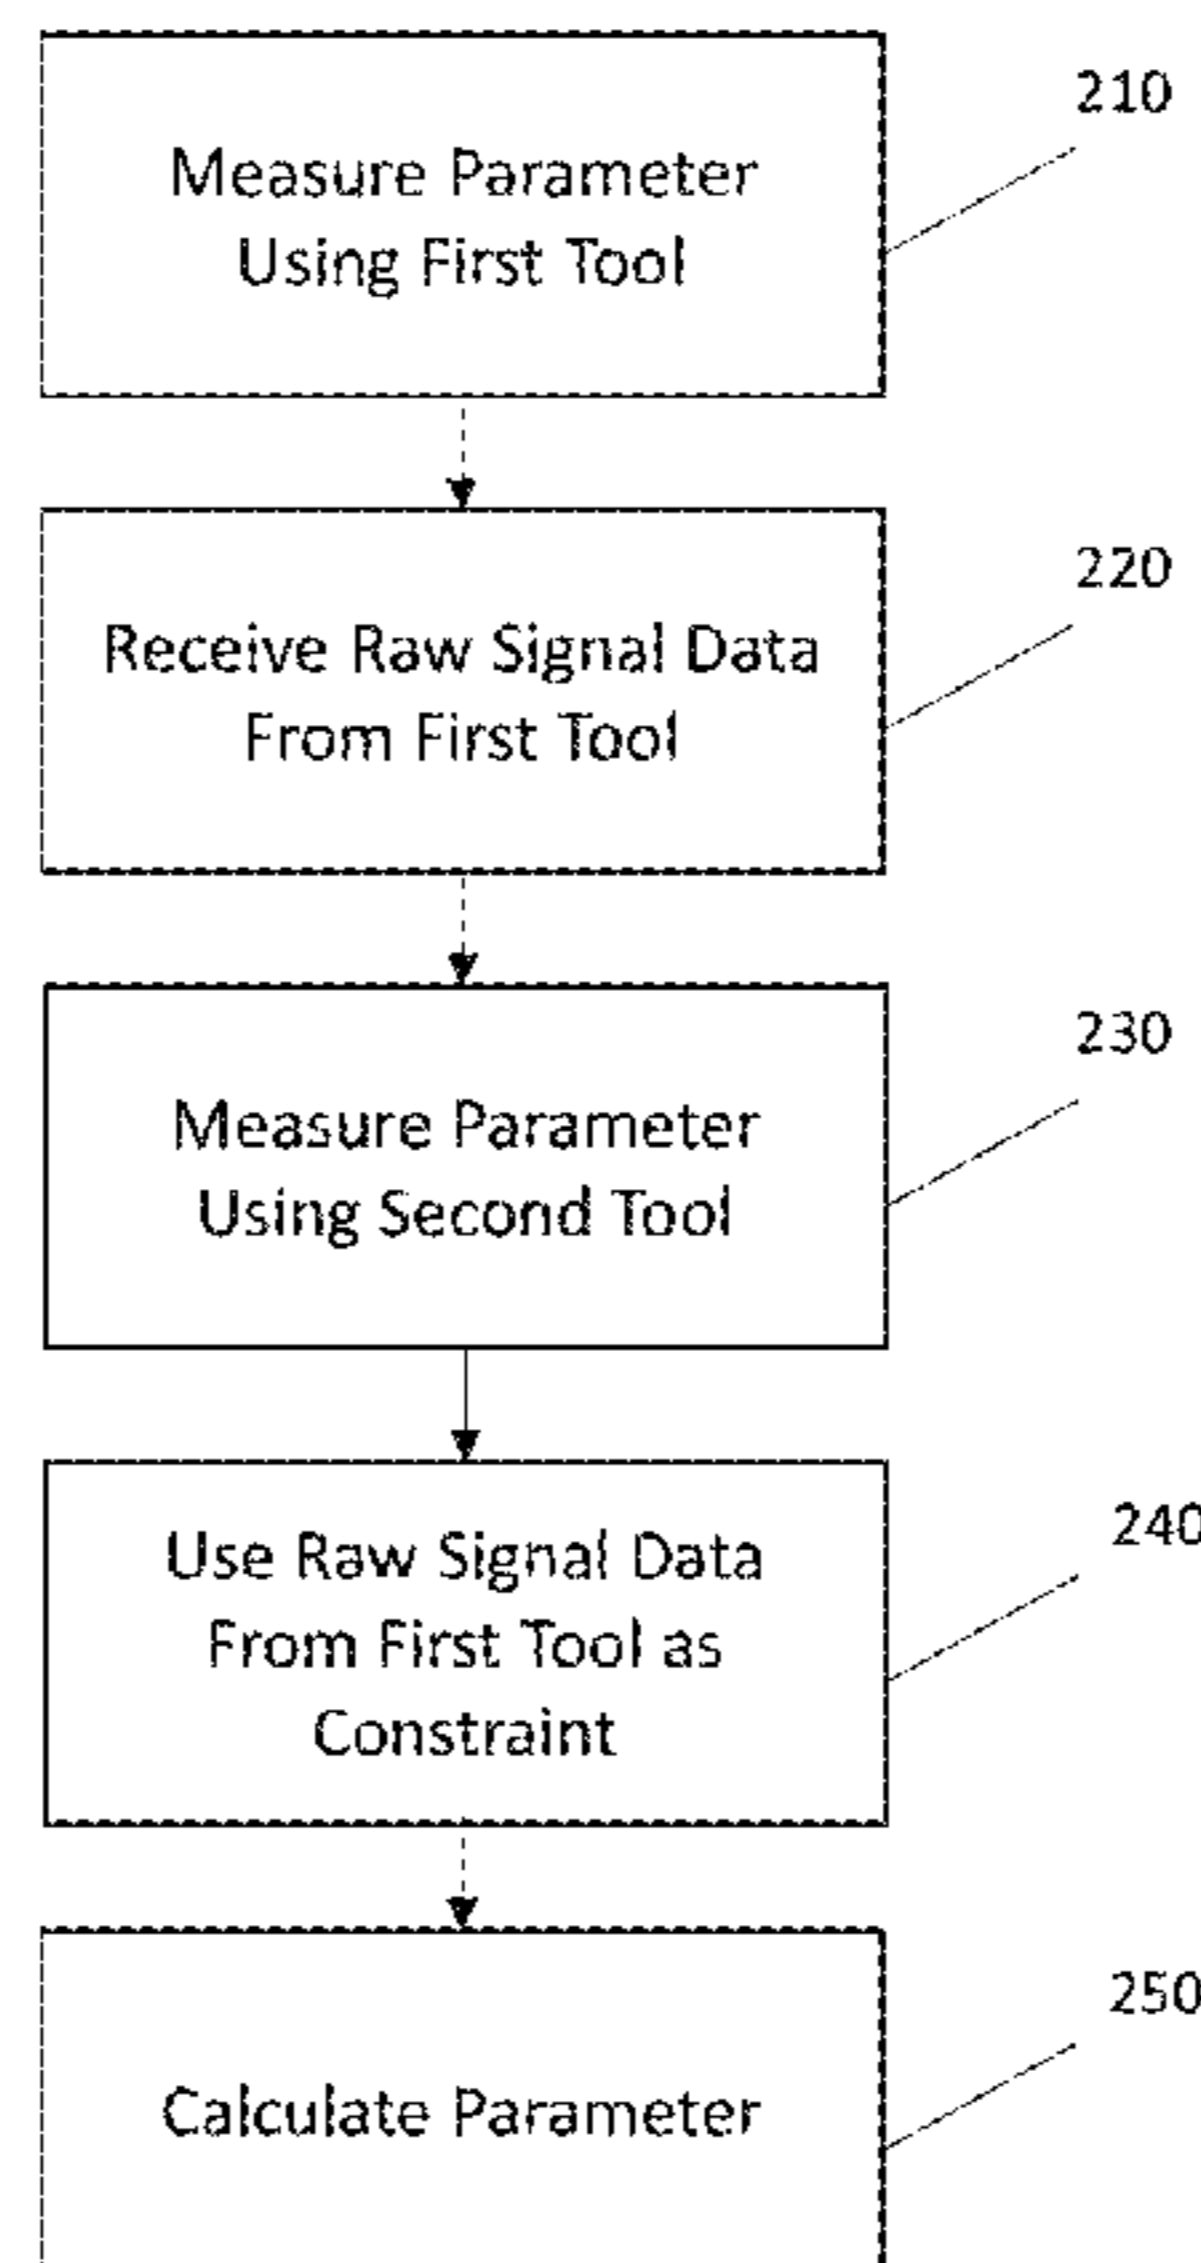 Measure Parameter
Using First Tool
210
Receive Raw Signal Data
From First Tool
220
Measure Parameter
Using Second Tool
230
Use Raw Signal Data
From First Tool as
Constraint
240
Calculate Parameter
250